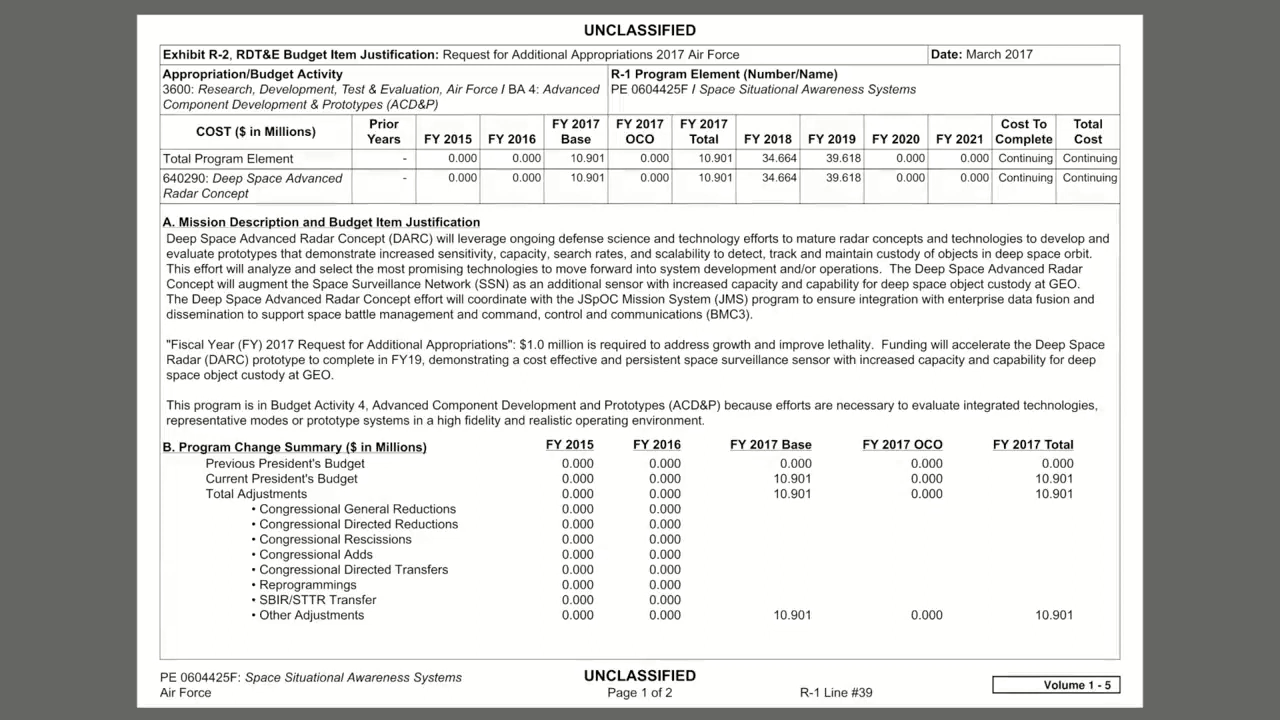 UNCLASSIFIED
Exhibit R-2, RDT&E Budget Item Justification: Request for Additional Appropriations 2017 Air Force Date: March 2017
Appropriation/Budget Activity
3600: Research, Development, Test & Evaluation, Air Force I BA 4: Advanced
Component Development & Prototypes (ACD&P)
R-1 Program Element (Number/Name)
PE 0604425F I Space Situational Awareness Systems
COST ($ in Millions) Prior Years FY 2015 FY 2016 FY 2017 Base FY 2017 OCO FY 2017 Total FY 2018 FY 2019 FY 2020 FY 2021 Cost To Complete Total Cost
Total Program Element - 0.000 0.000 10.901 0.000 10.901 34.664 39.618 0.000 0.000 Continuing Continuing
640290: Deep Space Advanced - 0.000 0.000 10.901 0.000 10.901 34.664 39.618 0.000 0.000 Continuing Continuing
Radar Concept
A. Mission Description and Budget Item Justification
Deep Space Advanced Radar Concept (DARC) will leverage ongoing defense science and technology efforts to mature radar concepts and technologies to develop and
evaluate prototypes that demonstrate increased sensitivity, capacity, search rates, and scalability to detect, track and maintain custody of objects in deep space orbit.
This effort will analyze and select the most promising technologies to move forward into system development and/or operations. The Deep Space Advanced Radar
Concept will augment the Space Surveillance Network (SSN) as an additional sensor with increased capacity and capability for deep space object custody at GEO.
The Deep Space Advanced Radar Concept effort will coordinate with the JSpOC Mission System (JMS) program to ensure integration with enterprise data fusion and
dissemination to support space battle management and command, control and communications (BMC3).
"Fiscal Year (FY) 2017 Request for Additional Appropriations": $1.0 million is required to address growth and improve lethality. Funding will accelerate the Deep Space
Radar (DARC) prototype to complete in FY19, demonstrating a cost effective and persistent space surveillance sensor with increased capacity and capability for deep
space object custody at GEO.
This program is in Budget Activity 4, Advanced Component Development and Prototypes (ACD&P) because efforts are necessary to evaluate integrated technologies,
representative modes or prototype systems in a high fidelity and realistic operating environment.
B. Program Change Summary ($ in Millions) FY 2015 FY 2016 FY 2017 Base FY 2017 OCO FY 2017 Total
Previous President's Budget 0.000 0.000 0.000 0.000 0.000
Current President's Budget 0.000 0.000 10.901 0.000 10.901
Total Adjustments 0.000 0.000 10.901 0.000 10.901
• Congressional General Reductions 0.000 0.000
• Congressional Directed Reductions 0.000 0.000
• Congressional Rescissions 0.000 0.000
• Congressional Adds 0.000 0.000
• Congressional Directed Transfers 0.000 0.000
• Reprogrammings 0.000 0.000
• SBIR/STTR Transfer 0.000 0.000
• Other Adjustments 0.000 0.000 10.901 0.000 10.901
PE 0604425F: Space Situational Awareness Systems UNCLASSIFIED
Air Force Page 1 of 2 R-1 Line #39 Volume 1 - 5